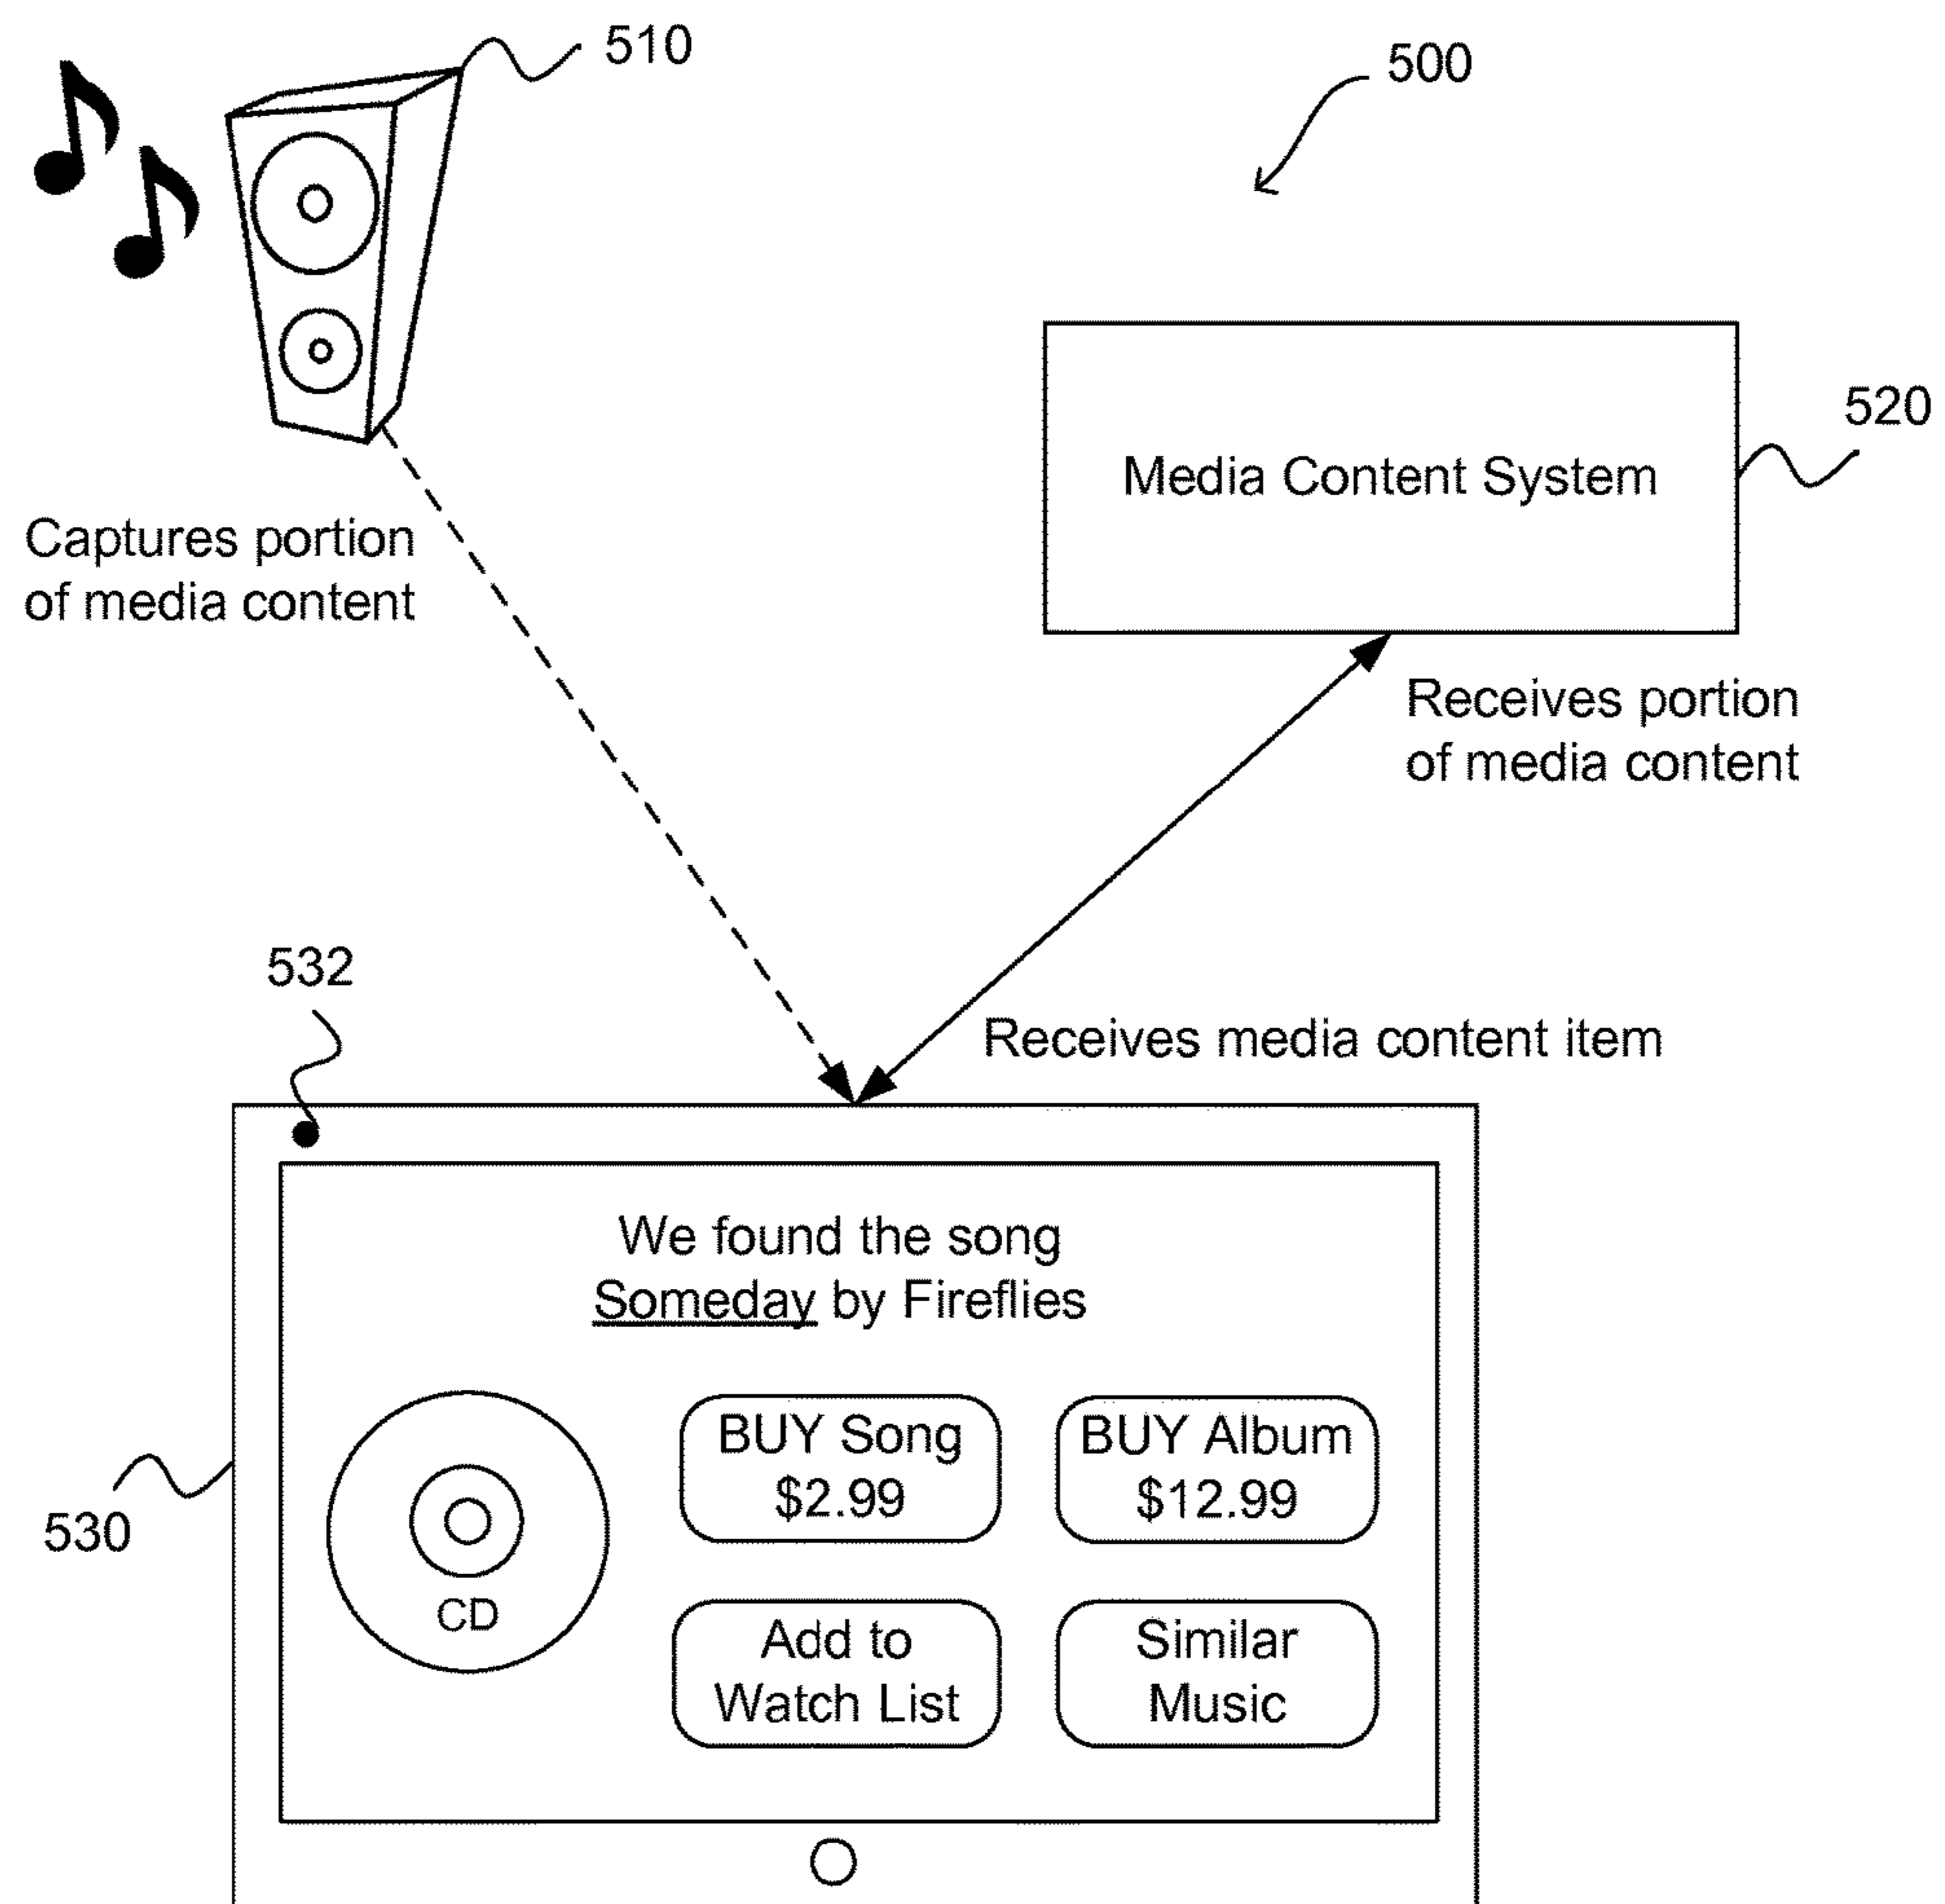 510
500
520
Media Content System
Captures portion
of media content
Receives portion
of media content
532
Receives media content item
We found the song
Someday by Fireflies
530
BUY Song
$2.99
BUY Album
$12.99
CD
Add to
Watch List
Similar
Music